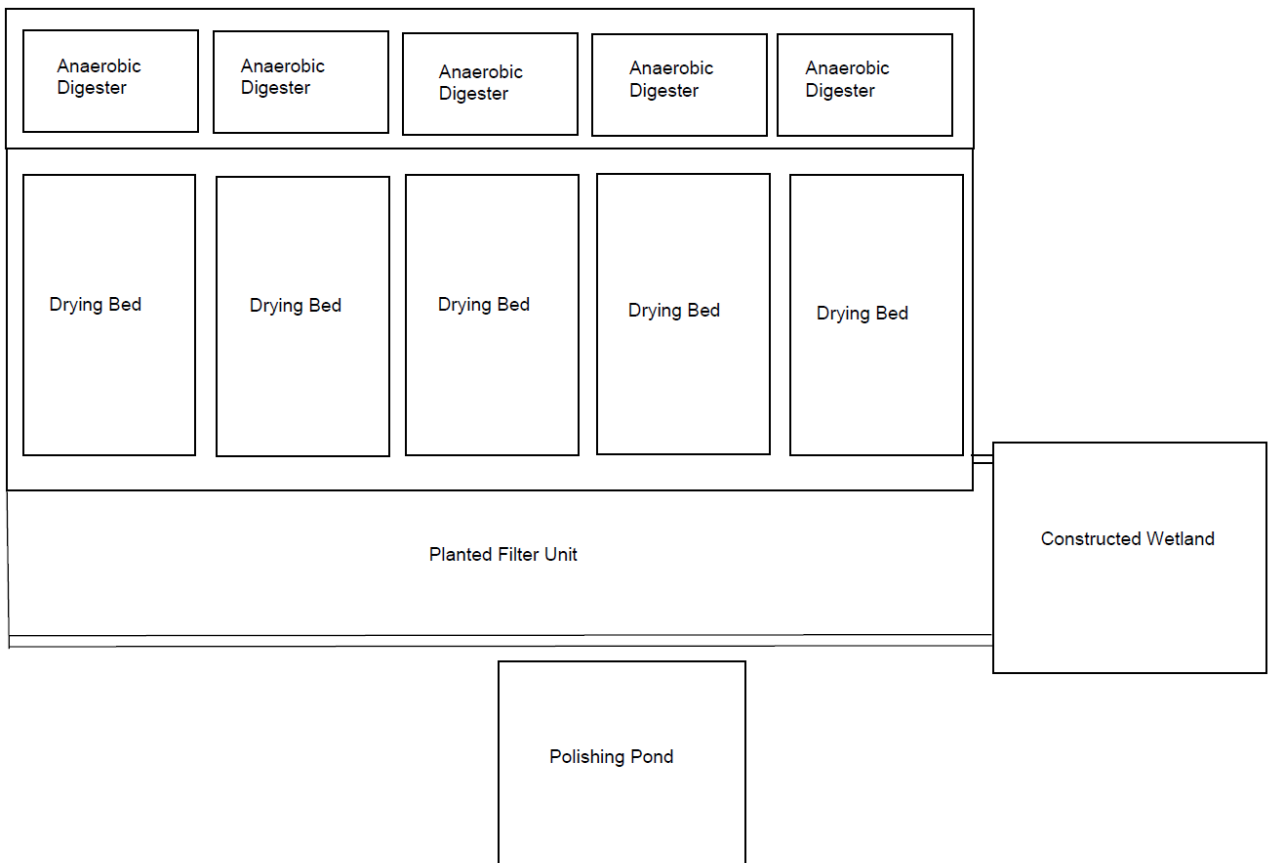 Anaerobic
Digester
Anaerobic
Digester
Anaerobic
Digester
Anaerobic
Digester
Anaerobic
Digester
Drying Bed
Drying Bed
Drying Bed
Drying Bed
Drying Bed
Constructed Wetland
Planted Filter Unit
Polishing Pond